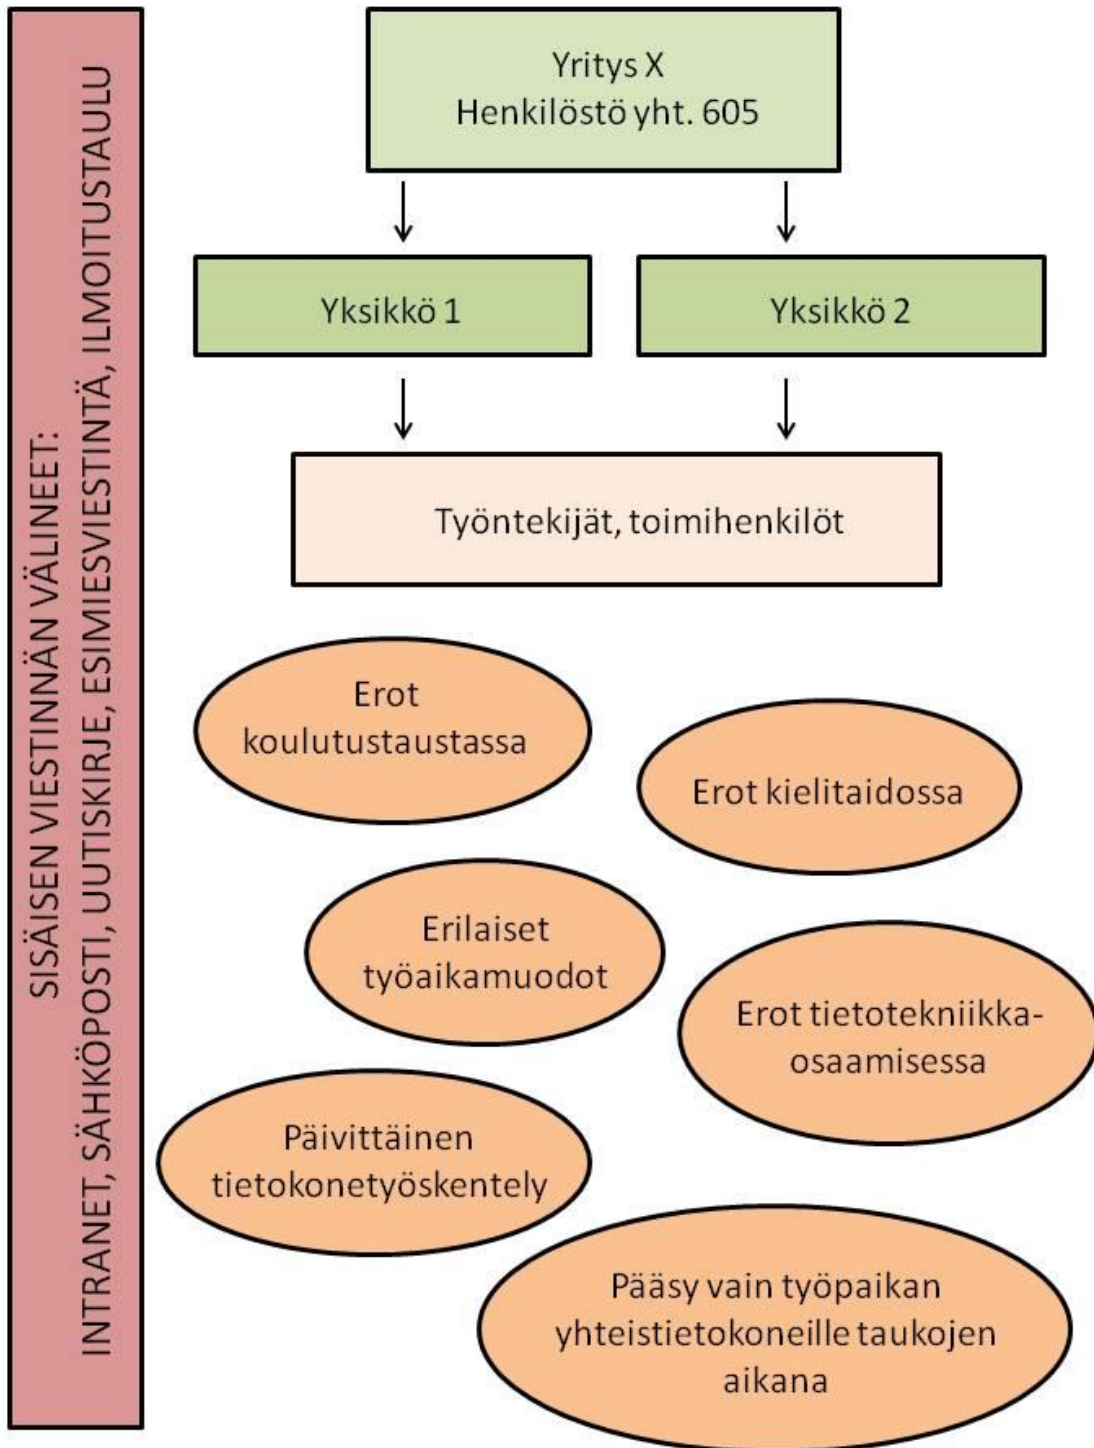 SISÄISEN VIESTINNÄN VÄLINEET:
INTRANET, SÄHKÖPOSTI, UUTISKIRJE, ESIMIESVIESTINTÄ, ILMOITUSTAULU
Yritys X
Henkilöstö yht. 605
Yksikkö 1
Yksikkö 2
Työntekijät, toimihenkilöt
Erot
koulutustaustassa
Erot kielitaidossa
Erilaiset
työaikamuodot
Erot tietotekniikka-
osaamisessa
Päivittäinen
tietokonetyöskentely
Pääsy vain työpaikan
yhteistietokoneille taukojen
aikana